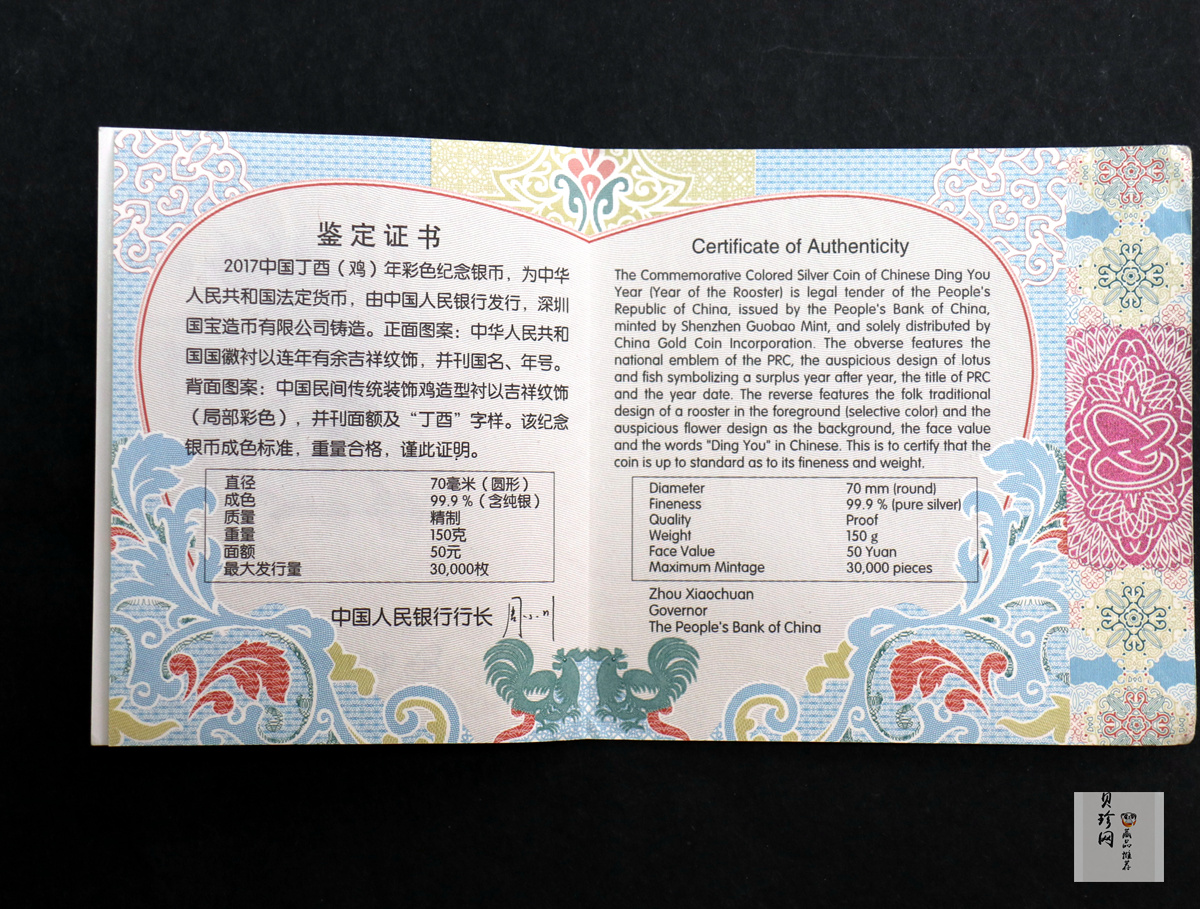 鉴定证书
2017中国丁酉（鸡）年彩色纪念银币，为中华
人民共和国法定货币，由中国人民银行发行，深圳
国宝造币有限公司铸造。正面图案：中华人民共和
国国徽衬以连年有余吉祥纹饰，并刊国名、年号。
背面图案：中国民间传统装饰鸡造型衬以吉祥纹饰
（局部彩色），并刊面额及“丁酉”字样。该纪念
银币成色标准，重量合格，谨此证明。
直径 70毫米（圆形）
成色 99.9％（含纯银）
质量 精制
重量 150克
面额 50元
最大发行量 30,000枚
中国人民银行行长
Certificate of Authenticity
The Commemorative Colored Silver Coin of Chinese Ding You
Year (Year of the Rooster) is legal tender of the People's
Republic of China, issued by the People's Bank of China,
minted by Shenzhen Guobao Mint, and solely distributed by
China Gold Coin Incorporation. The obverse features the
national emblem of the PRC, the auspicious design of lotus
and fish symbolizing a surplus year after year, the title of PRC
and the year date. The reverse features the folk traditional
design of a rooster in the foreground (selective color) and the
auspicious flower design as the background, the face value
and the words "Ding You" in Chinese. This is to certify that the
coin is up to standard as to its fineness and weight.
Diameter 70 mm (round)
Fineness 99.9 % (pure silver)
Quality Proof
Weight 150 g
Face Value 50 Yuan
Maximum Mintage 30,000 pieces
Zhou Xiaochuan
Governor
The People's Bank of China
贝珍网
藏品推荐